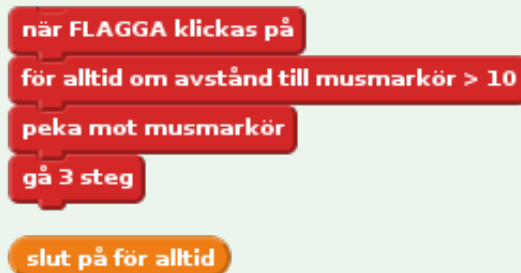 när FLAGGA klickas på
för alltid om avstånd till musmarkör > 10
peka mot musmarkör
gå 3 steg
slut på för alltid